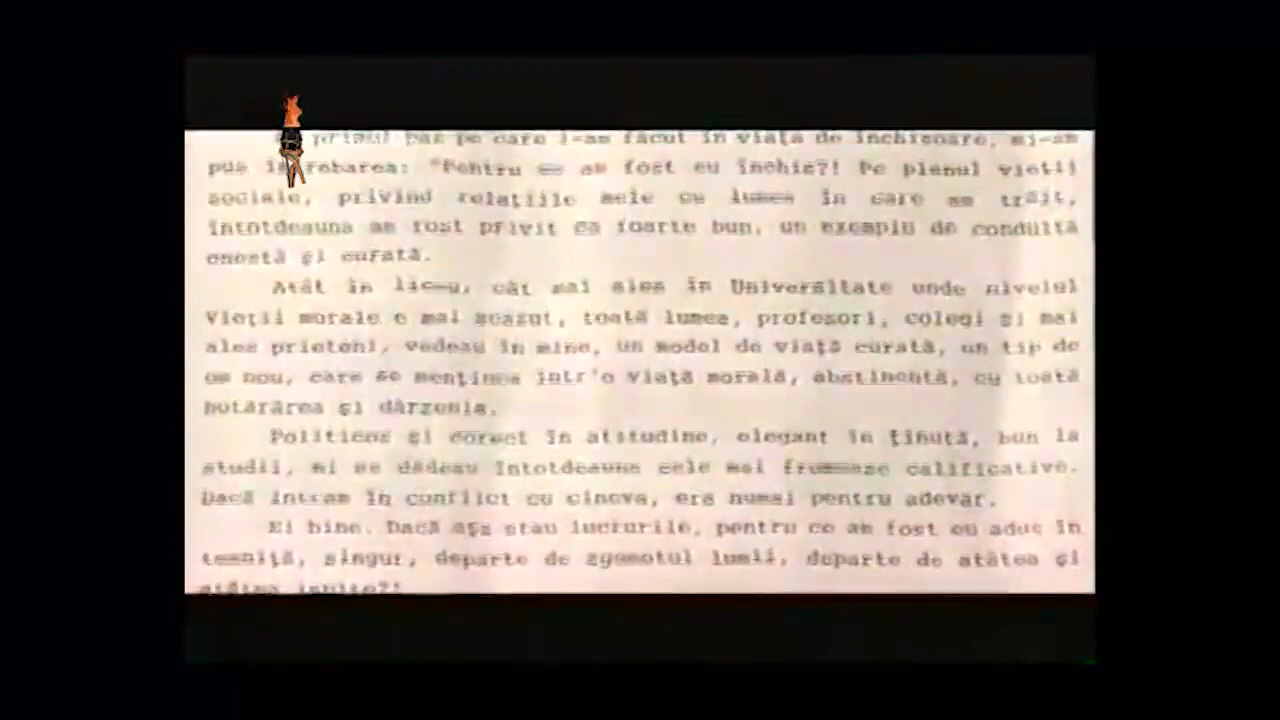 primul pas pe care l-am făcut în viața de închisoare, mi-am
pus întrebarea: "Pentru ce am fost eu închis?! Pe planul vieții
sociale, privind relațiile mele cu lumea în care am trăit,
întotdeauna am fost privit ca foarte bun, un exemplu de conduită
onestă și curată.
Atât în liceu, cât mai ales în Universitate unde nivelul
Vieții morale e mai scăzut, toată lumea, profesori, colegi și mai
ales prieteni, vedeau în mine, un model de viață curată, un tip de
om nou, care se menținea într'o viață morală, abstinentă, cu toată
hotărârea și dârzenia.
Politicos și corect în atitudine, elegant în ținută, bun la
studii, mi se dădeau întotdeauna cele mai frumoase calificative.
Dacă intram în conflict cu cineva, era numai pentru adevăr.
Ei bine. Dacă așa stau lucrurile, pentru ce am fost eu adus în
temniță, singur, departe de zgomotul lumii, departe de atâtea și
atâtea ispite?!